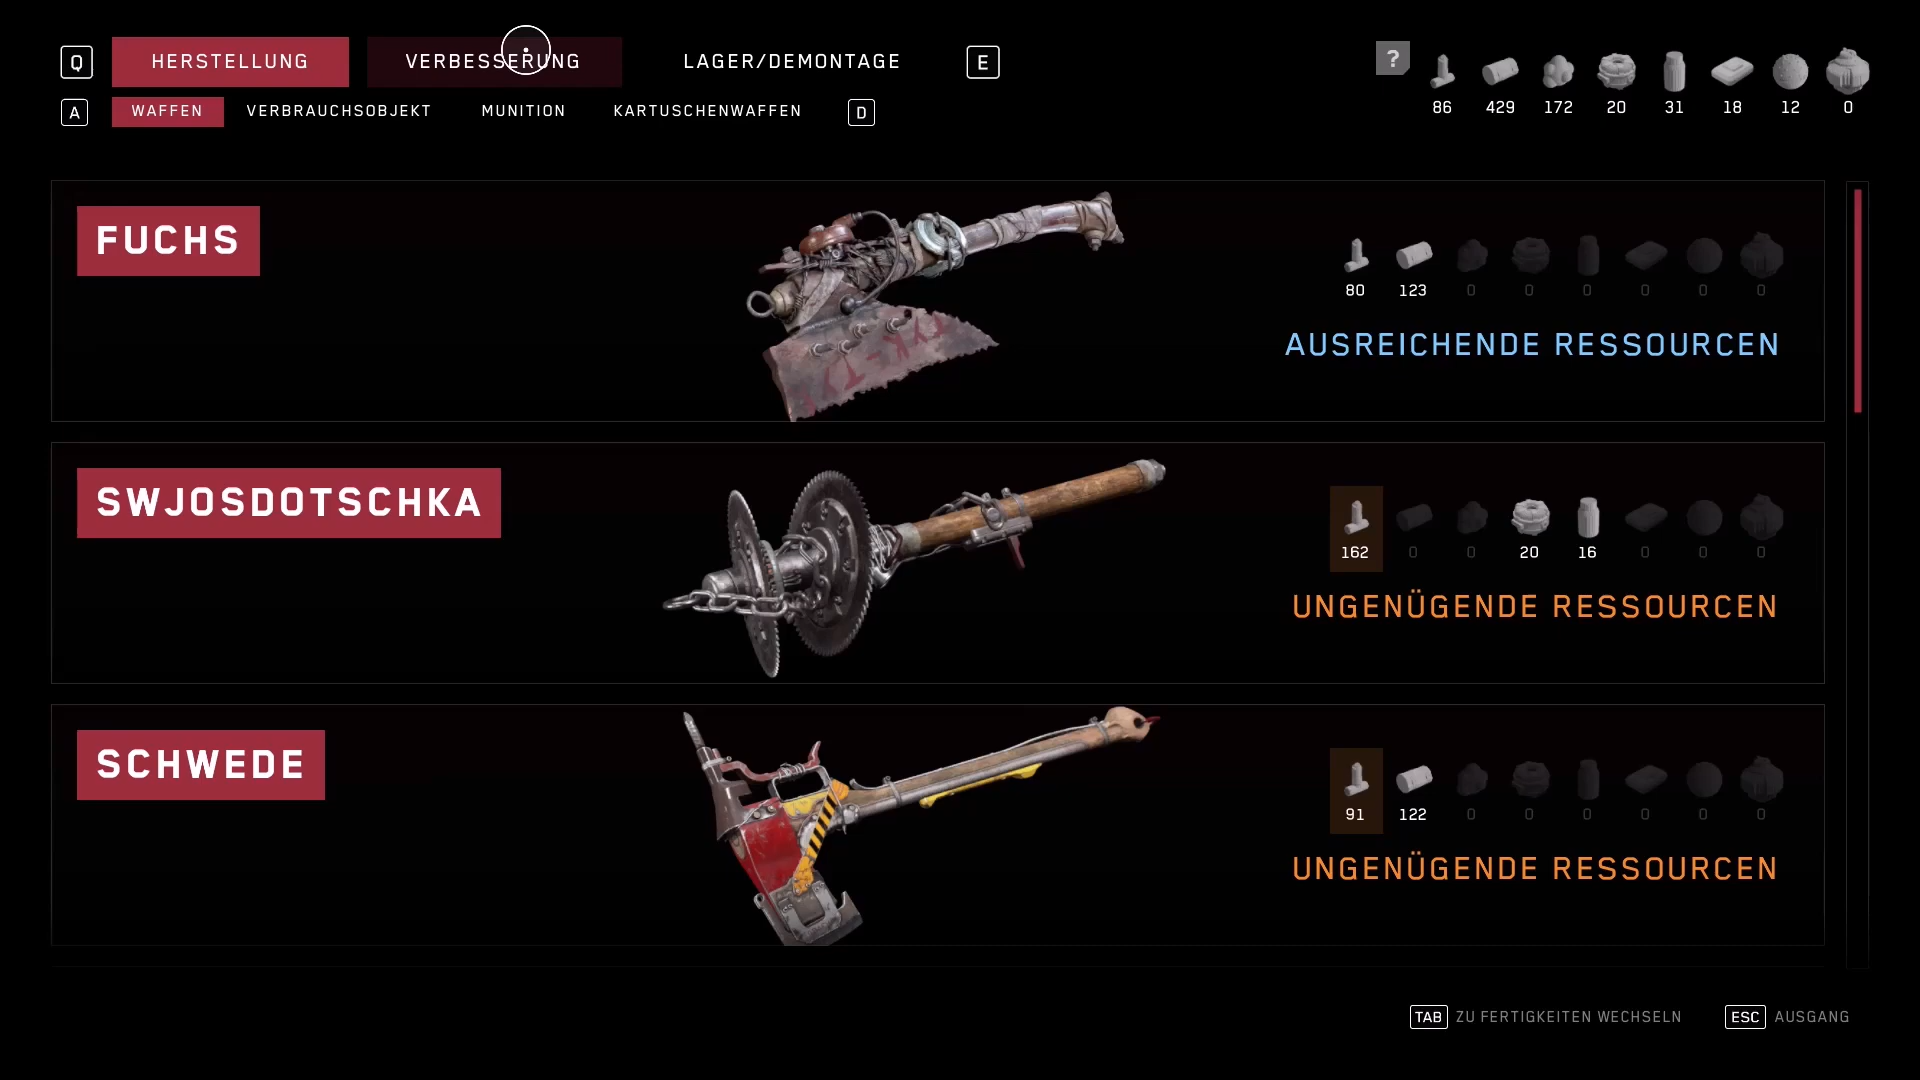 Q HERSTELLUNG VERBESSERUNG LAGER/DEMONTAGE E ?
A WAFFEN VERBRAUCHSOBJEKT MUNITION KARTUSCHENWAFFEN D
86 429 172 20 31 18 12 0
FUCHS
80 123 0 0 0 0 0 0
AUSREICHENDE RESSOURCEN
SWJOSDOTSCHKA
162 0 0 20 16 0 0 0
UNGENÜGENDE RESSOURCEN
SCHWEDE
91 122 0 0 0 0 0 0
UNGENÜGENDE RESSOURCEN
TAB ZU FERTIGKEITEN WECHSELN ESC AUSGANG